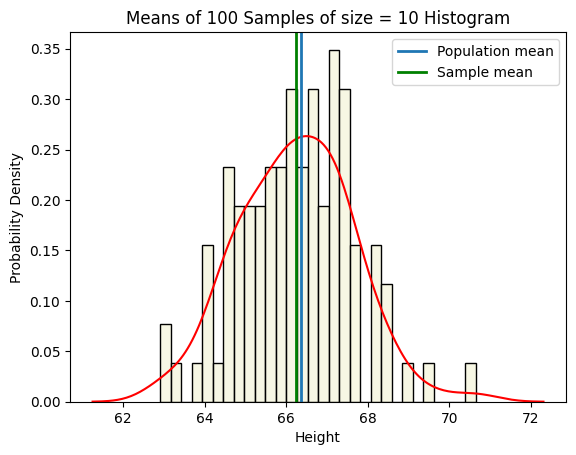 Means of 100 Samples of size = 10 Histogram
Population mean
Sample mean
Probability Density
0.35
0.30
0.25
0.20
0.15
0.10
0.05
0.00
62 64 66 68 70 72
Height